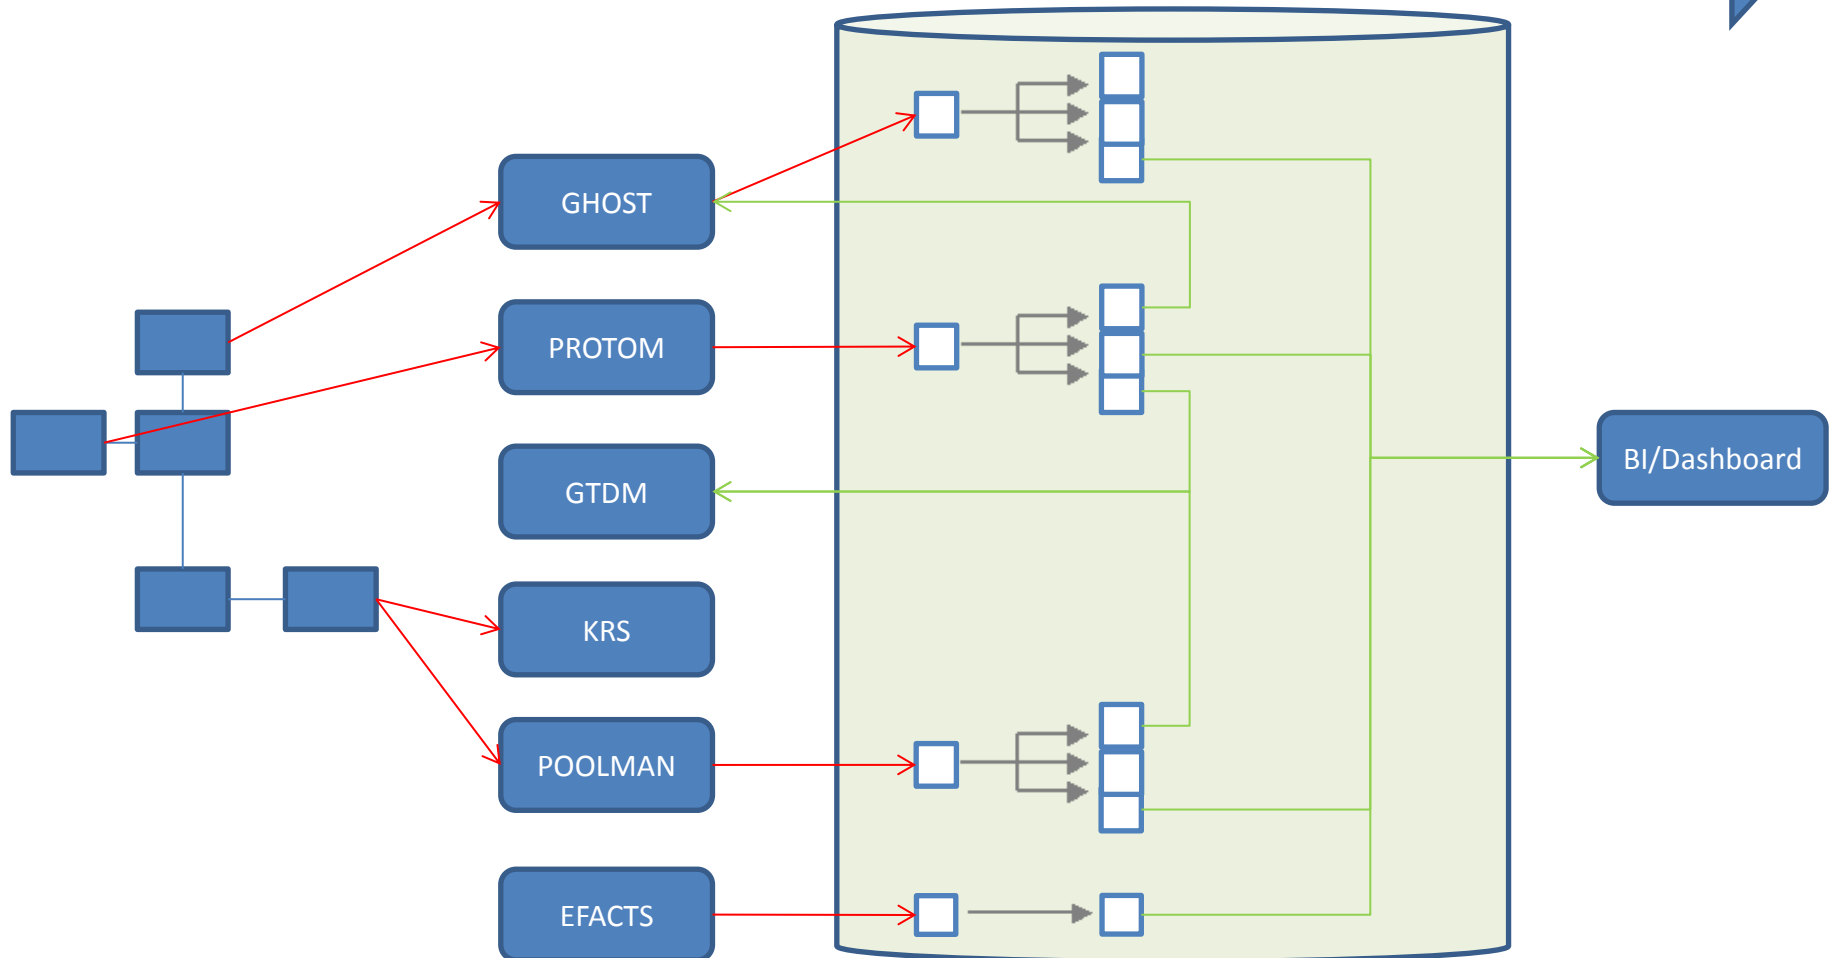 GHOST
PROTOM
GTDM
KRS
POOLMAN
EFACTS
BI/Dashboard